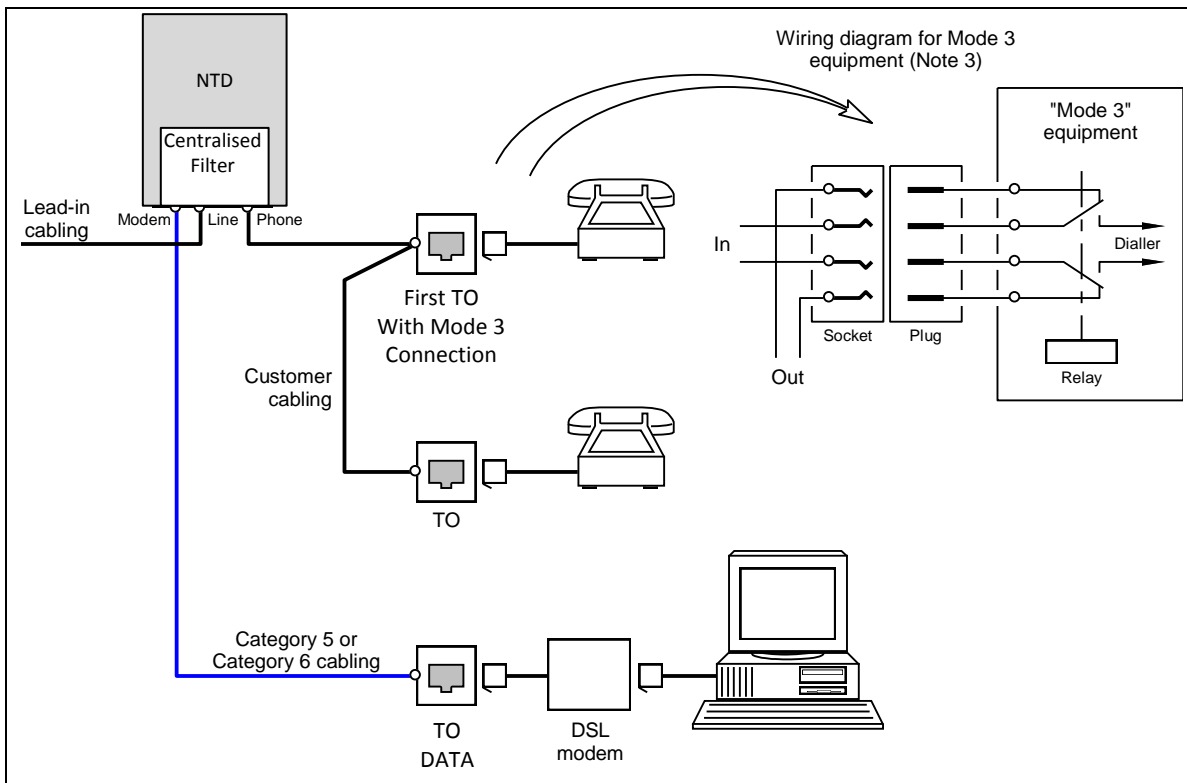 NTD
Centralised
Filter
Lead-in
cabling
Modem
Line
Phone
First TO
With Mode 3
Connection
Customer
cabling
TO
Category 5 or
Category 6 cabling
TO
DATA
DSL
modem
Wiring diagram for Mode 3
equipment (Note 3)
"Mode 3"
equipment
In
Out
Socket
Plug
Dialler
Relay